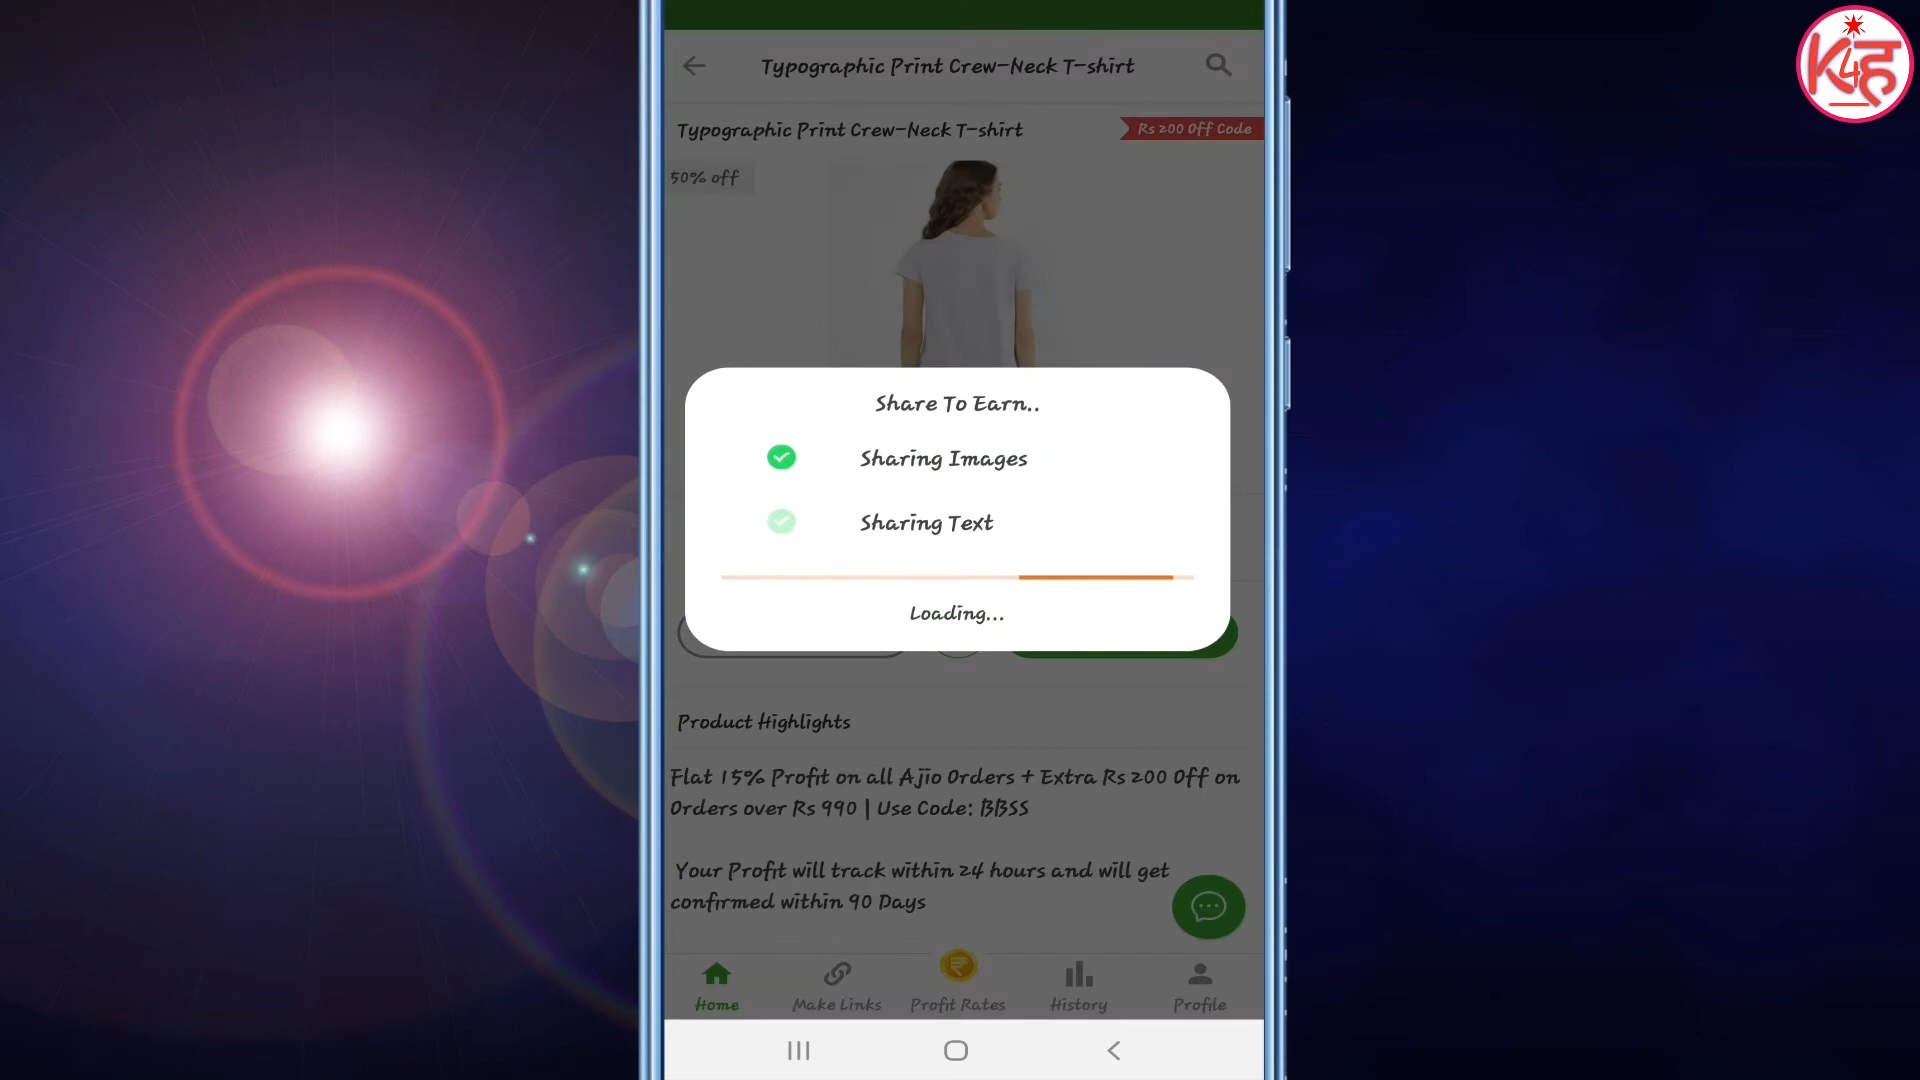 K4ह
Typographic Print Crew-Neck T-shirt
Typographic Print Crew-Neck T-shirt
Rs 200 Off Code
50% off
Share To Earn..
Sharing Images
Sharing Text
Loading...
Product Highlights
Flat 15% Profit on all Ajio Orders + Extra Rs 200 Off on
Orders over Rs 990 | Use Code: BBSS
Your Profit will track within 24 hours and will get
confirmed within 90 Days
Home
Make Links
Profit Rates
History
Profile